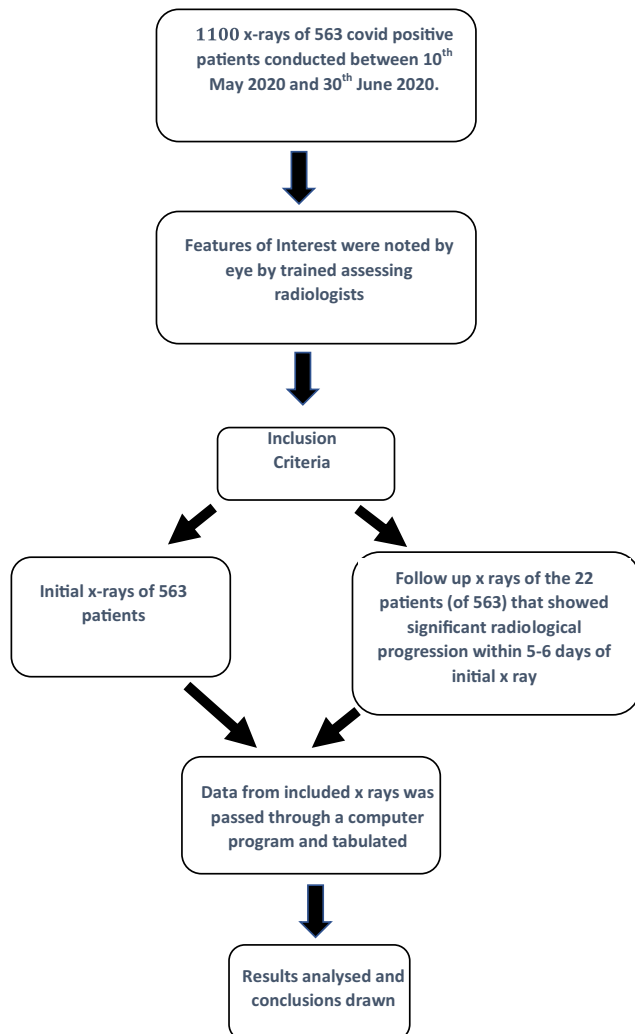 1100 x-rays of 563 covid positive
patients conducted between 10th
May 2020 and 30th June 2020.
Features of Interest were noted by
eye by trained assessing
radiologists
Inclusion
Criteria
Initial x-rays of 563
patients
Follow up x rays of the 22
patients (of 563) that showed
significant radiological
progression within 5-6 days of
initial x ray
Data from included x rays was
passed through a computer
program and tabulated
Results analysed and
conclusions drawn